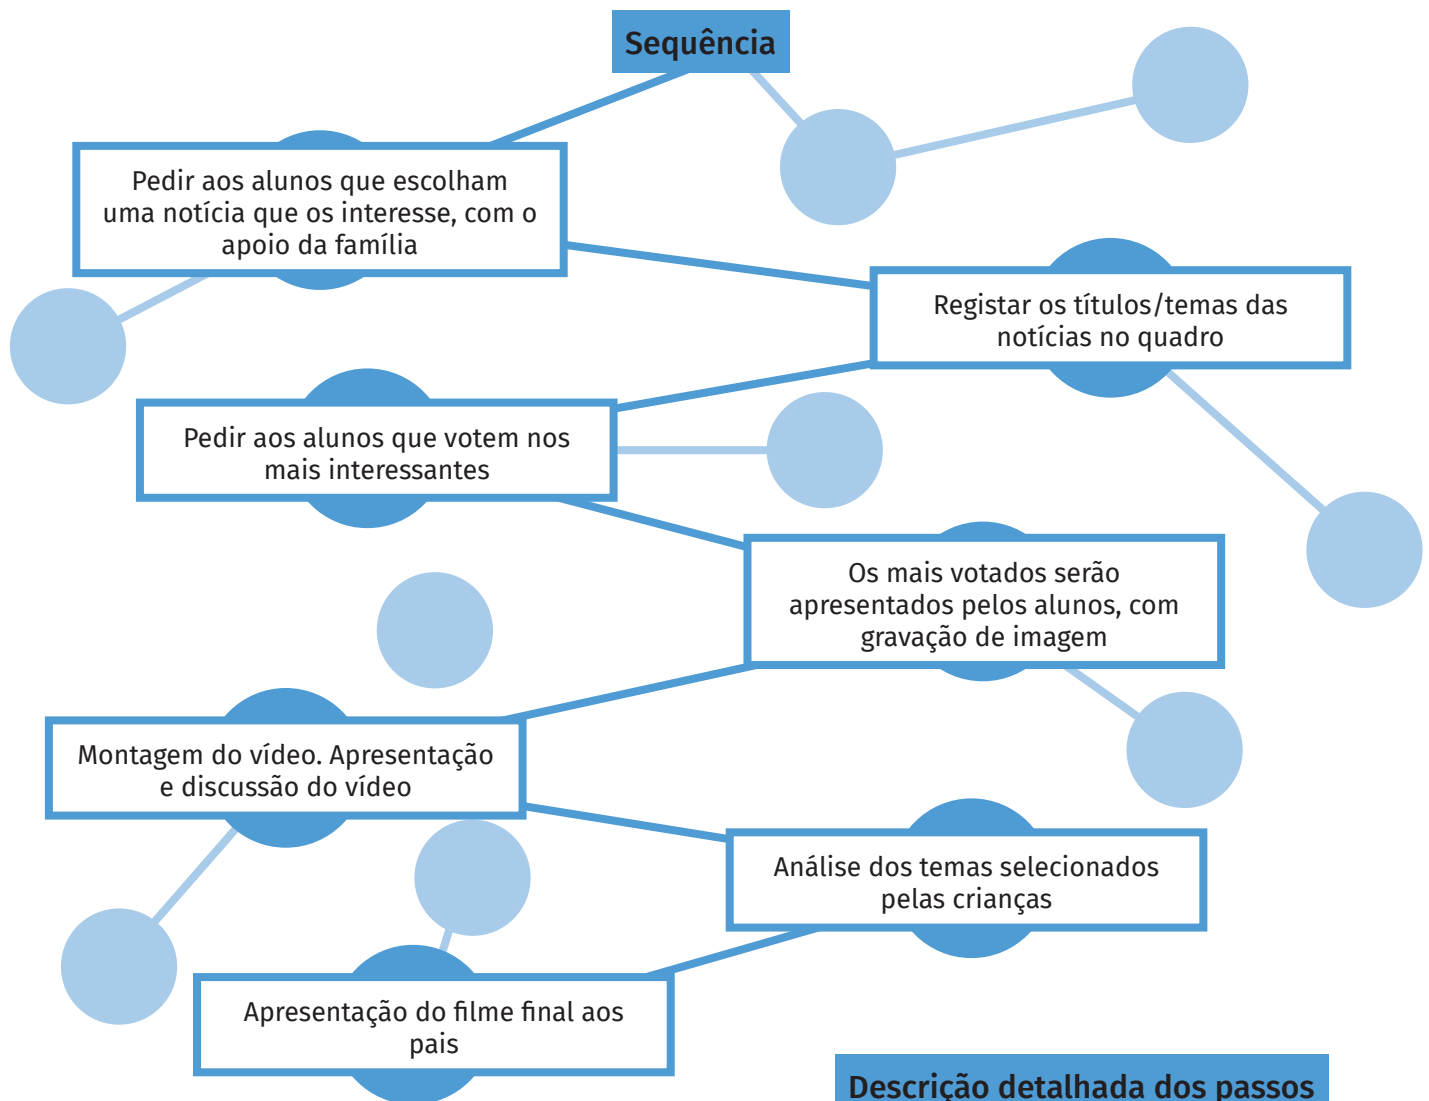 Sequência
Pedir aos alunos que escolham
uma notícia que os interesse, com o
apoio da família
Registar os títulos/temas das
notícias no quadro
Pedir aos alunos que votem nos
mais interessantes
Os mais votados serão
apresentados pelos alunos, com
gravação de imagem
Montagem do vídeo. Apresentação
e discussão do vídeo
Análise dos temas selecionados
pelas crianças
Apresentação do filme final aos
pais
Descrição detalhada dos passos